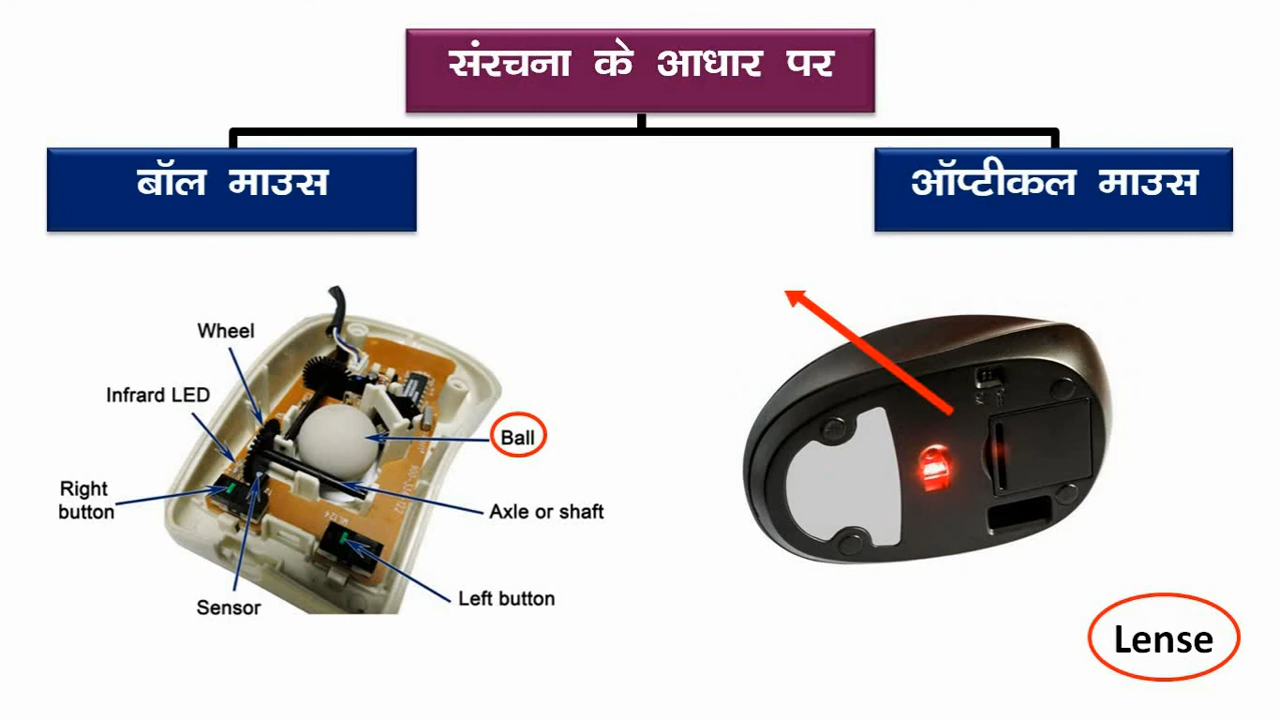 संरचना के आधार पर
बॉल माउस
ऑप्टीकल माउस
Wheel
Infrard LED
Ball
Right
button
Axle or shaft
Left button
Sensor
Lense